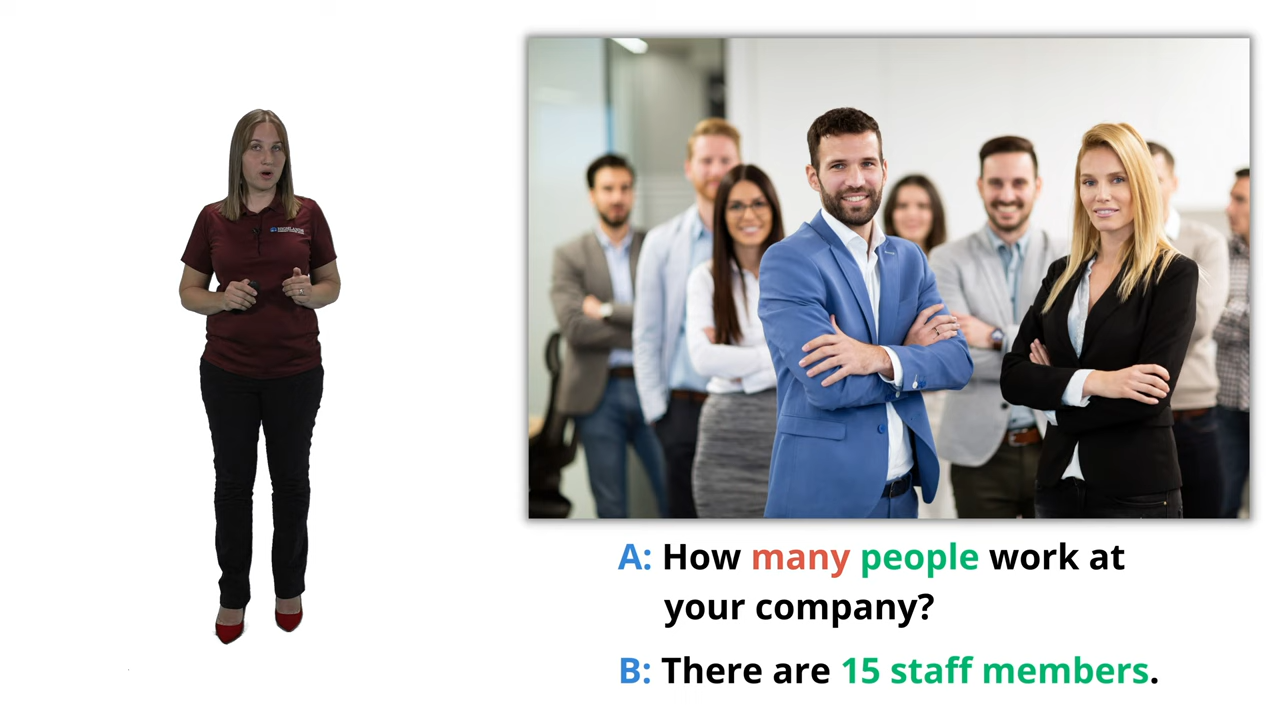 A: How many people work at
your company?
B: There are 15 staff members.